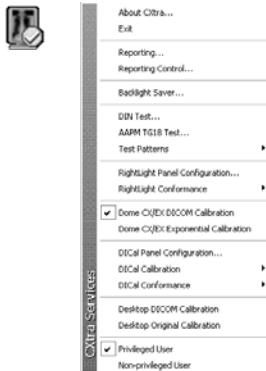 About CXtra...
Exit
Reporting...
Reporting Control...
Backlight Saver...
DIN Test...
AAPM TG18 Test...
Test Patterns
RightLight Panel Configuration...
RightLight Conformance
Dome CX/EX DICOM Calibration
Dome CX/EX Exponential Calibration
DICal Panel Configuration...
DICal Calibration
DICal Conformance
Desktop DICOM Calibration
Desktop Original Calibration
Privileged User
Non-privileged User
CXtra Services